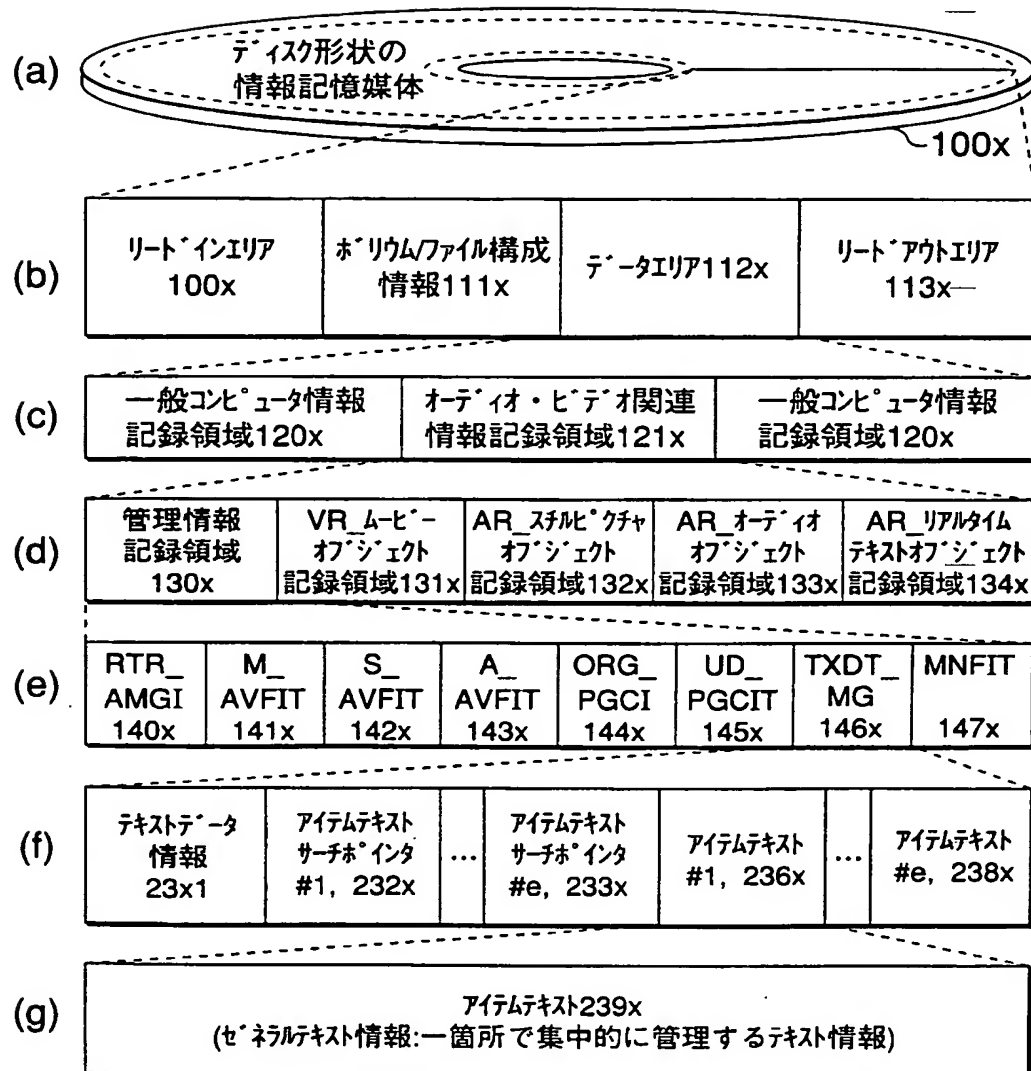 (a)
ディスク形状の
情報記憶媒体
100x
(b)
リードインエリア
100x
ボリウム/ファイル構成
情報111x
データエリア112x
リードアウトエリア
113x
(c)
一般コンピュータ情報
記録領域120x
オーディオ・ビデオ関連
情報記録領域121x
一般コンピュータ情報
記録領域120x
(d)
管理情報
記録領域
130x
VR_ムービー
オブジェクト
記録領域131x
AR_スチルピクチャ
オブジェクト
記録領域132x
AR_オーディオ
オブジェクト
記録領域133x
AR_リアルタイム
テキストオブジェクト
記録領域134x
(e)
RTR_
AMGI
140x
M_
AVFIT
141x
S_
AVFIT
142x
A_
AVFIT
143x
ORG_
PGCI
144x
UD_
PGCIT
145x
TXDT_
MG
146x
MNFIT
147x
(f)
テキストデータ
情報
23x1
アイテムテキスト
サーチポインタ
#1, 232x
...
アイテムテキスト
サーチポインタ
#e, 233x
アイテムテキスト
#1, 236x
...
アイテムテキスト
#e, 238x
(g)
アイテムテキスト239x
(ゼネラルテキスト情報:一箇所で集中的に管理するテキスト情報)